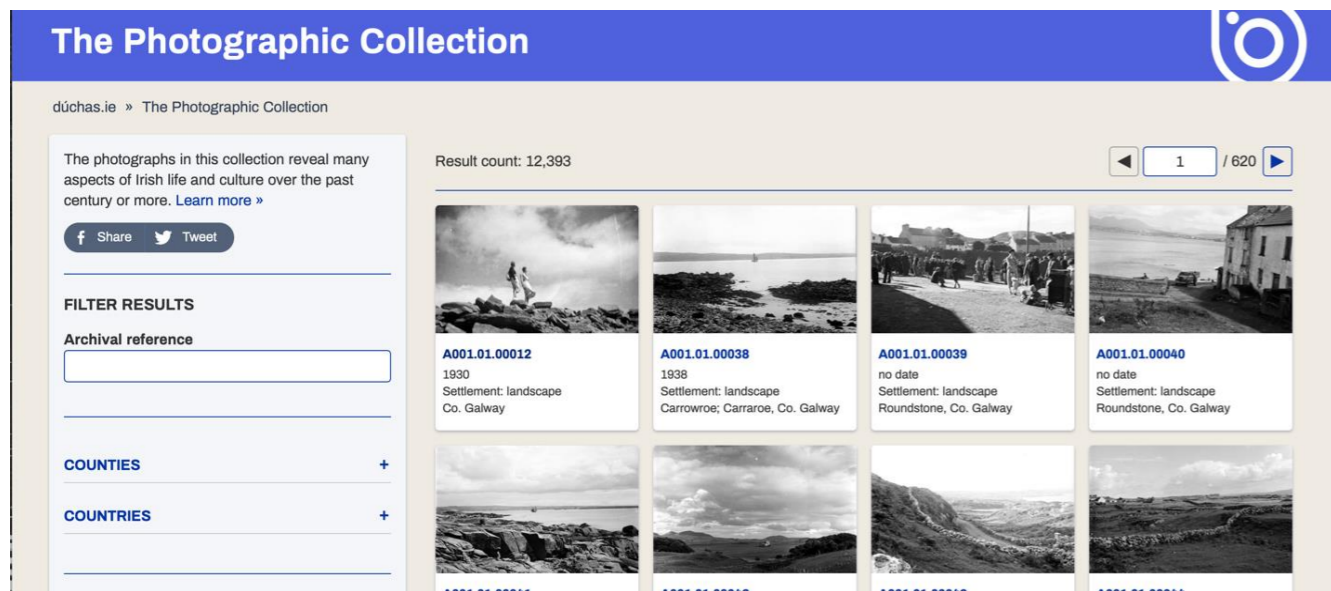 The Photographic Collection
dúchas.ie » The Photographic Collection
The photographs in this collection reveal many
aspects of Irish life and culture over the past
century or more. Learn more »
Share Tweet
FILTER RESULTS
Archival reference
COUNTIES +
COUNTRIES +
Result count: 12,393
1 / 620
A001.01.00012
1930
Settlement: landscape
Co. Galway
A001.01.00038
1938
Settlement: landscape
Carrowroe; Carraroe, Co. Galway
A001.01.00039
no date
Settlement: landscape
Roundstone, Co. Galway
A001.01.00040
no date
Settlement: landscape
Roundstone, Co. Galway